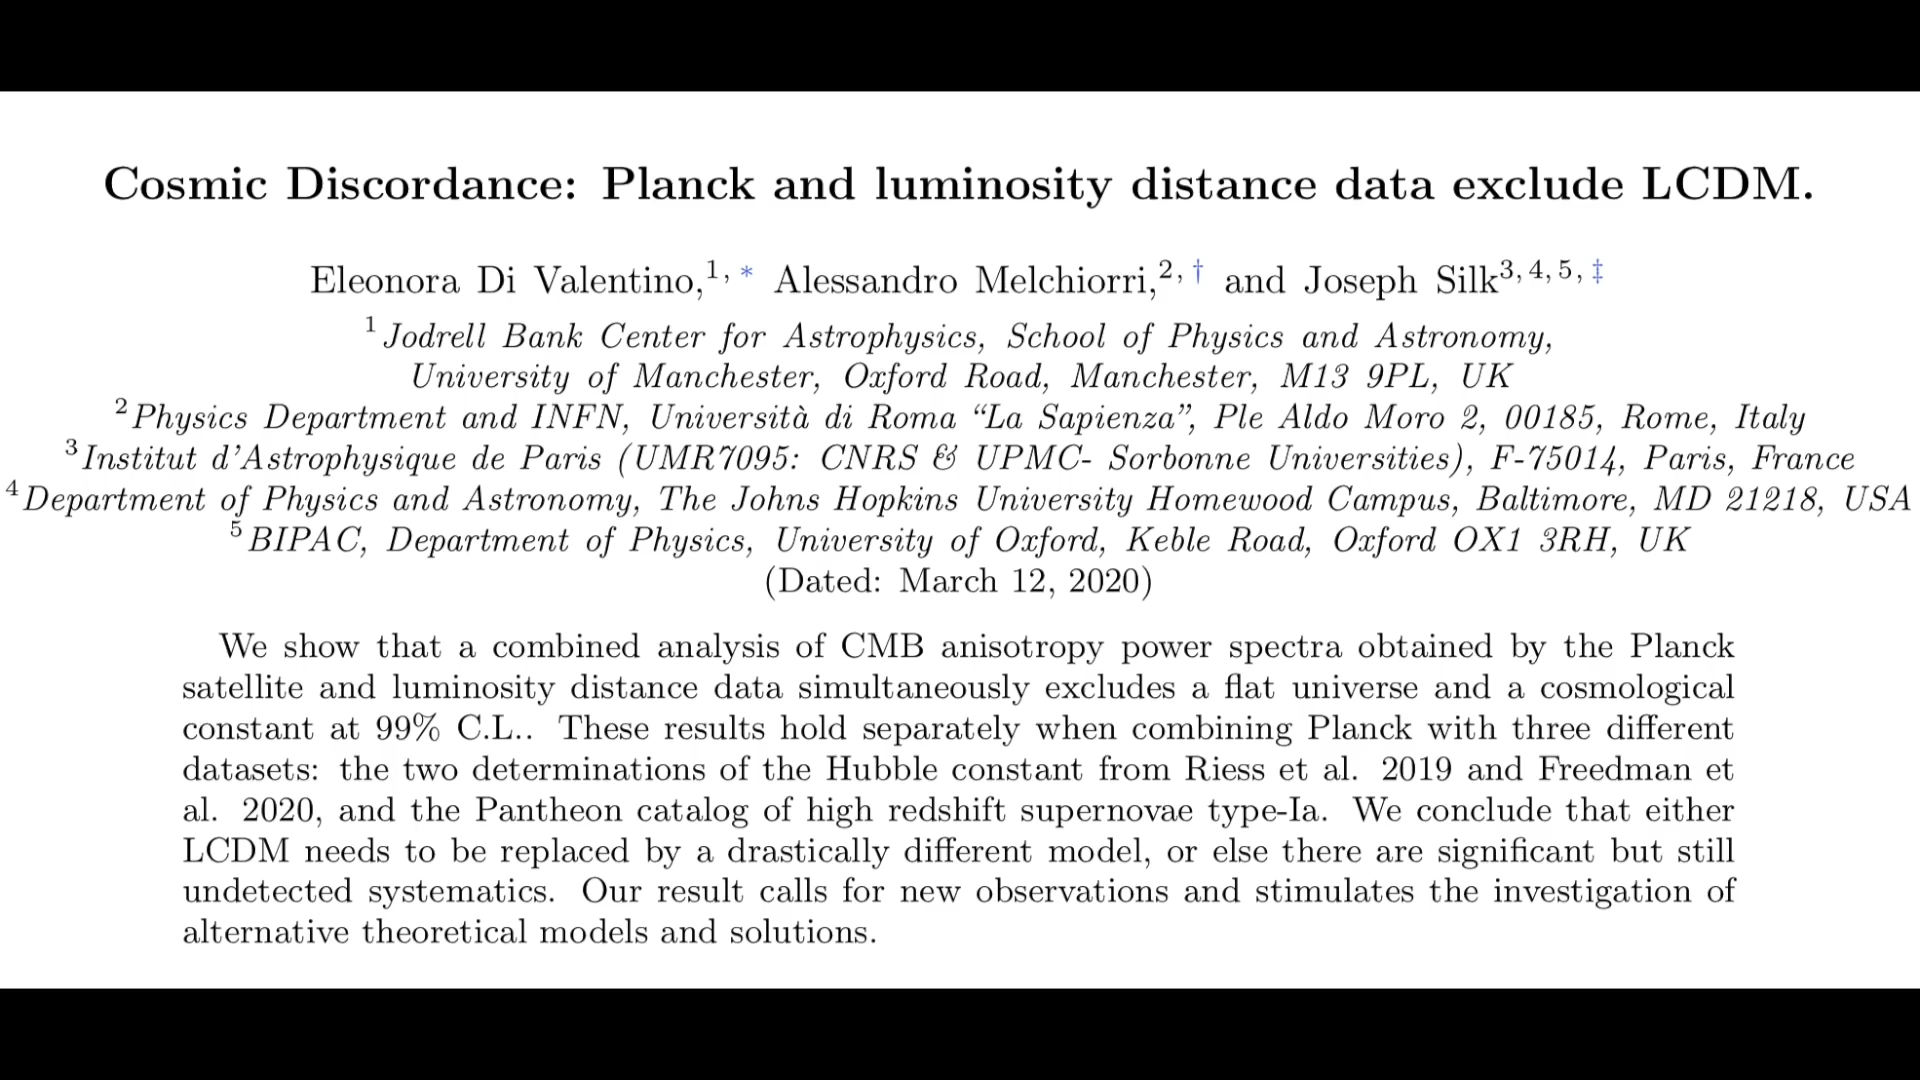 Cosmic Discordance: Planck and luminosity distance data exclude LCDM.
Eleonora Di Valentino,1, * Alessandro Melchiorri,2, † and Joseph Silk3, 4, 5, ‡
1 Jodrell Bank Center for Astrophysics, School of Physics and Astronomy,
University of Manchester, Oxford Road, Manchester, M13 9PL, UK
2 Physics Department and INFN, Università di Roma “La Sapienza”, Ple Aldo Moro 2, 00185, Rome, Italy
3 Institut d’Astrophysique de Paris (UMR7095: CNRS & UPMC- Sorbonne Universities), F-75014, Paris, France
4 Department of Physics and Astronomy, The Johns Hopkins University Homewood Campus, Baltimore, MD 21218, USA
5 BIPAC, Department of Physics, University of Oxford, Keble Road, Oxford OX1 3RH, UK
(Dated: March 12, 2020)
We show that a combined analysis of CMB anisotropy power spectra obtained by the Planck
satellite and luminosity distance data simultaneously excludes a flat universe and a cosmological
constant at 99% C.L.. These results hold separately when combining Planck with three different
datasets: the two determinations of the Hubble constant from Riess et al. 2019 and Freedman et
al. 2020, and the Pantheon catalog of high redshift supernovae type-Ia. We conclude that either
LCDM needs to be replaced by a drastically different model, or else there are significant but still
undetected systematics. Our result calls for new observations and stimulates the investigation of
alternative theoretical models and solutions.